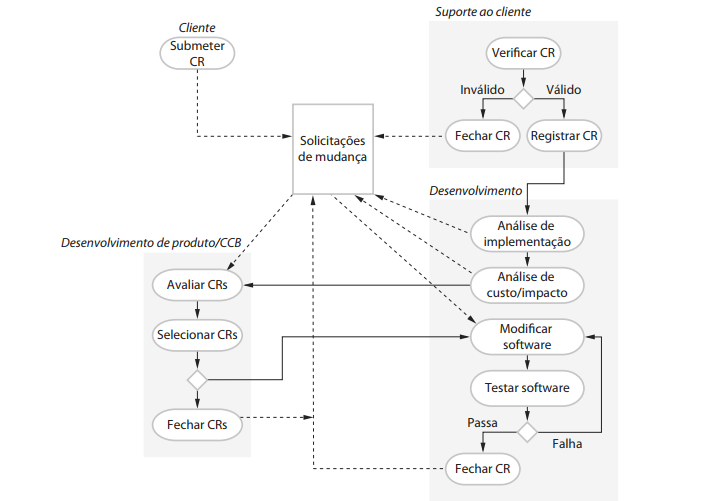 Cliente
Submeter
CR
Suporte ao cliente
Verificar CR
Inválido
Válido
Fechar CR
Registrar CR
Solicitações
de mudança
Desenvolvimento
Análise de
implementação
Análise de
custo/impacto
Desenvolvimento de produto/CCB
Avaliar CRs
Selecionar CRs
Fechar CRs
Modificar
software
Testar software
Passa
Falha
Fechar CR